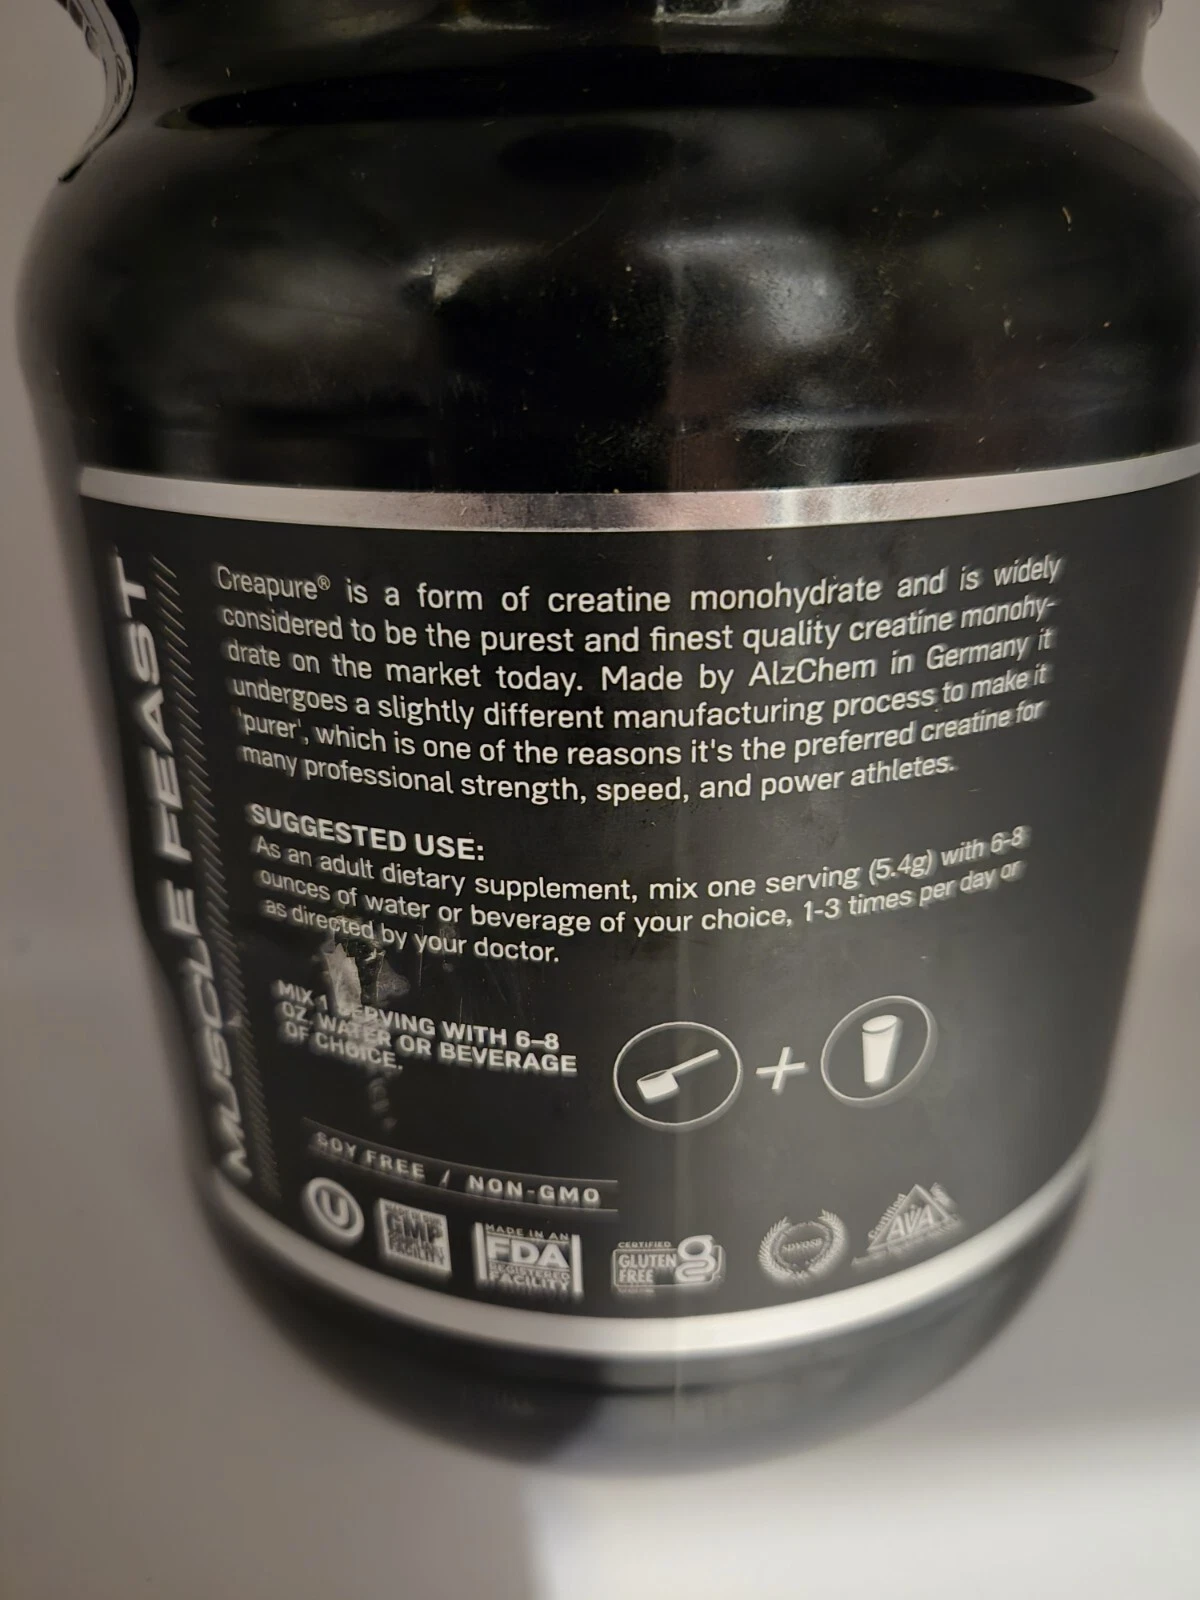 MUSCLE FEAST
Creapure® is a form of creatine monohydrate and is widely
considered to be the purest and finest quality creatine monohy-
drate on the market today. Made by AlzChem in Germany it
undergoes a slightly different manufacturing process to make it
'purer', which is one of the reasons it's the preferred creatine for
many professional strength, speed, and power athletes.
SUGGESTED USE:
As an adult dietary supplement, mix one serving (5.4g) with 6-8
ounces of water or beverage of your choice, 1-3 times per day or
as directed by your doctor.
MIX 1 SERVING WITH 6–8
OZ. WATER OR BEVERAGE
OF CHOICE.
+
SOY FREE / NON-GMO
U
GMP
FACILITY
MADE IN AN
FDA
REGISTERED
FACILITY
CERTIFIED
GLUTEN
FREE
SDVOSB
Certified
AVA